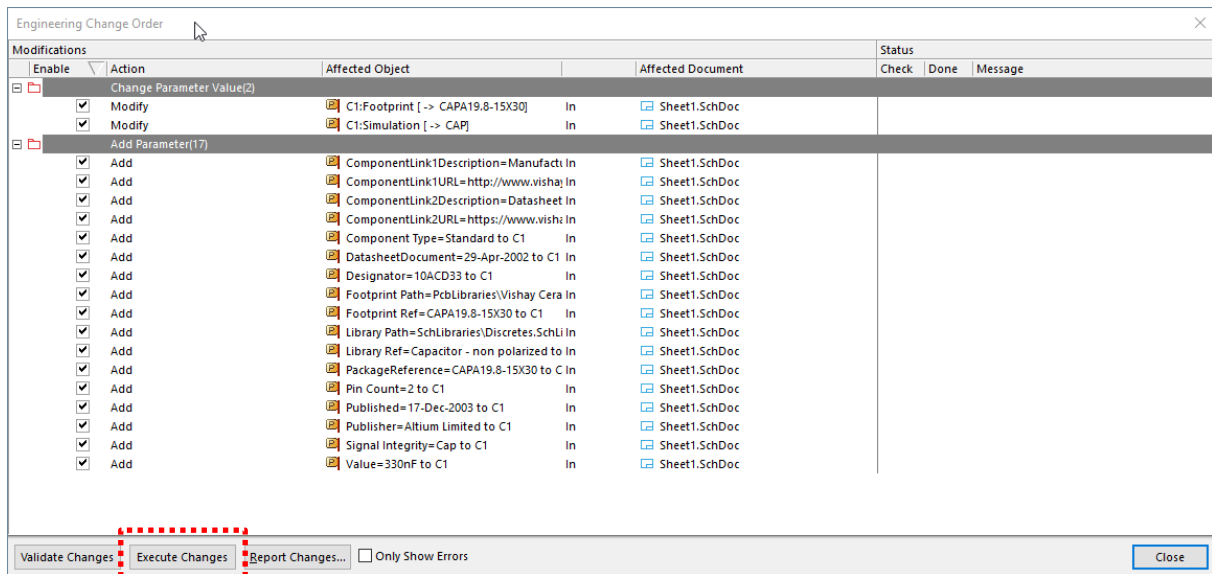 Engineering Change Order
Modifications Status
Enable Action Affected Object Affected Document Check Done Message
Change Parameter Value(2)
Modify C1:Footprint [ -> CAPA19.8-15X30] In Sheet1.SchDoc
Modify C1:Simulation [ -> CAP] In Sheet1.SchDoc
Add Parameter(17)
Add ComponentLink1Description=Manufactu In Sheet1.SchDoc
Add ComponentLink1URL=http://www.vishay In Sheet1.SchDoc
Add ComponentLink2Description=Datasheet In Sheet1.SchDoc
Add ComponentLink2URL=https://www.visha In Sheet1.SchDoc
Add Component Type=Standard to C1 In Sheet1.SchDoc
Add DatasheetDocument=29-Apr-2002 to C1 In Sheet1.SchDoc
Add Designator=10ACD33 to C1 In Sheet1.SchDoc
Add Footprint Path=PcbLibraries\Vishay Cera In Sheet1.SchDoc
Add Footprint Ref=CAPA19.8-15X30 to C1 In Sheet1.SchDoc
Add Library Path=SchLibraries\Discretes.SchLi In Sheet1.SchDoc
Add Library Ref=Capacitor - non polarized to In Sheet1.SchDoc
Add PackageReference=CAPA19.8-15X30 to C In Sheet1.SchDoc
Add Pin Count=2 to C1 In Sheet1.SchDoc
Add Published=17-Dec-2003 to C1 In Sheet1.SchDoc
Add Publisher=Altium Limited to C1 In Sheet1.SchDoc
Add Signal Integrity=Cap to C1 In Sheet1.SchDoc
Add Value=330nF to C1 In Sheet1.SchDoc
Validate Changes Execute Changes Report Changes... Only Show Errors Close